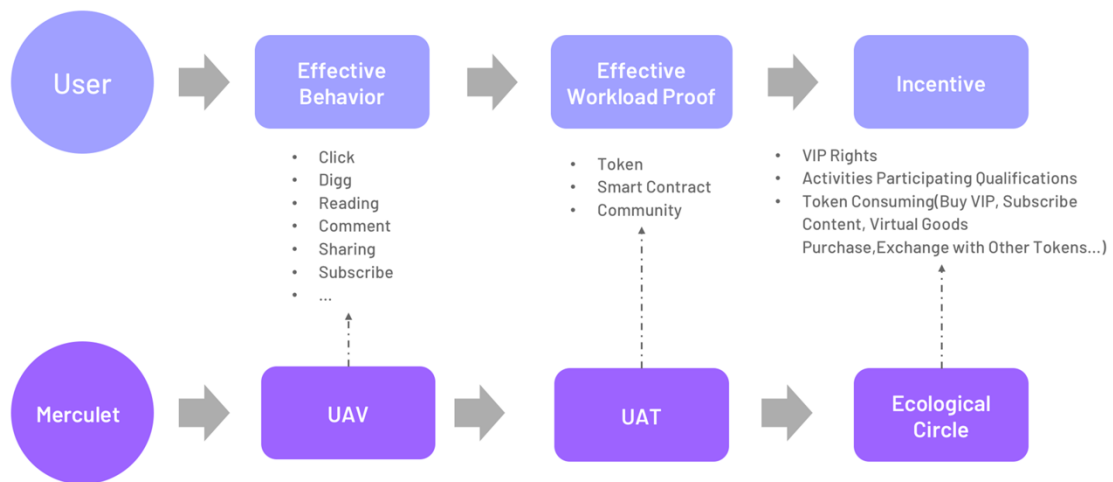 User
Effective
Behavior
Effective
Workload Proof
Incentive
• Click
• Digg
• Reading
• Comment
• Sharing
• Subscribe
• ...
• Token
• Smart Contract
• Community
• VIP Rights
• Activities Participating Qualifications
• Token Consuming(Buy VIP, Subscribe
Content, Virtual Goods
Purchase,Exchange with Other Tokens...)
Merculet
UAV
UAT
Ecological
Circle